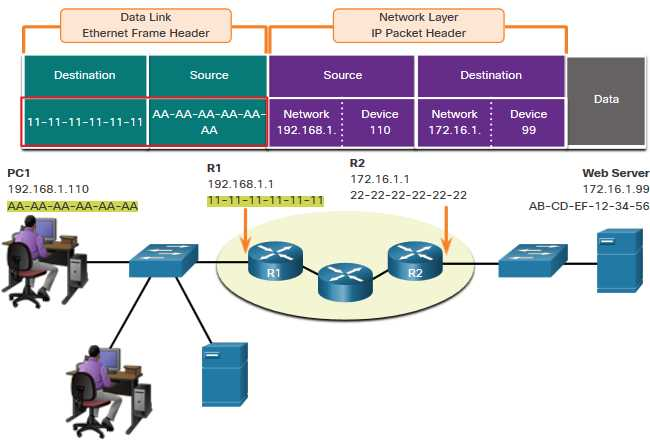 Data Link
Ethernet Frame Header
Network Layer
IP Packet Header
Destination
Source
Source
Destination
Data
11-11-11-11-11-11
AA-AA-AA-AA-AA-
AA
Network
192.168.1.
Device
110
Network
172.16.1.
Device
99
PC1
192.168.1.110
AA-AA-AA-AA-AA-AA
R1
192.168.1.1
11-11-11-11-11-11
R2
172.16.1.1
22-22-22-22-22-22
Web Server
172.16.1.99
AB-CD-EF-12-34-56
R1
R2